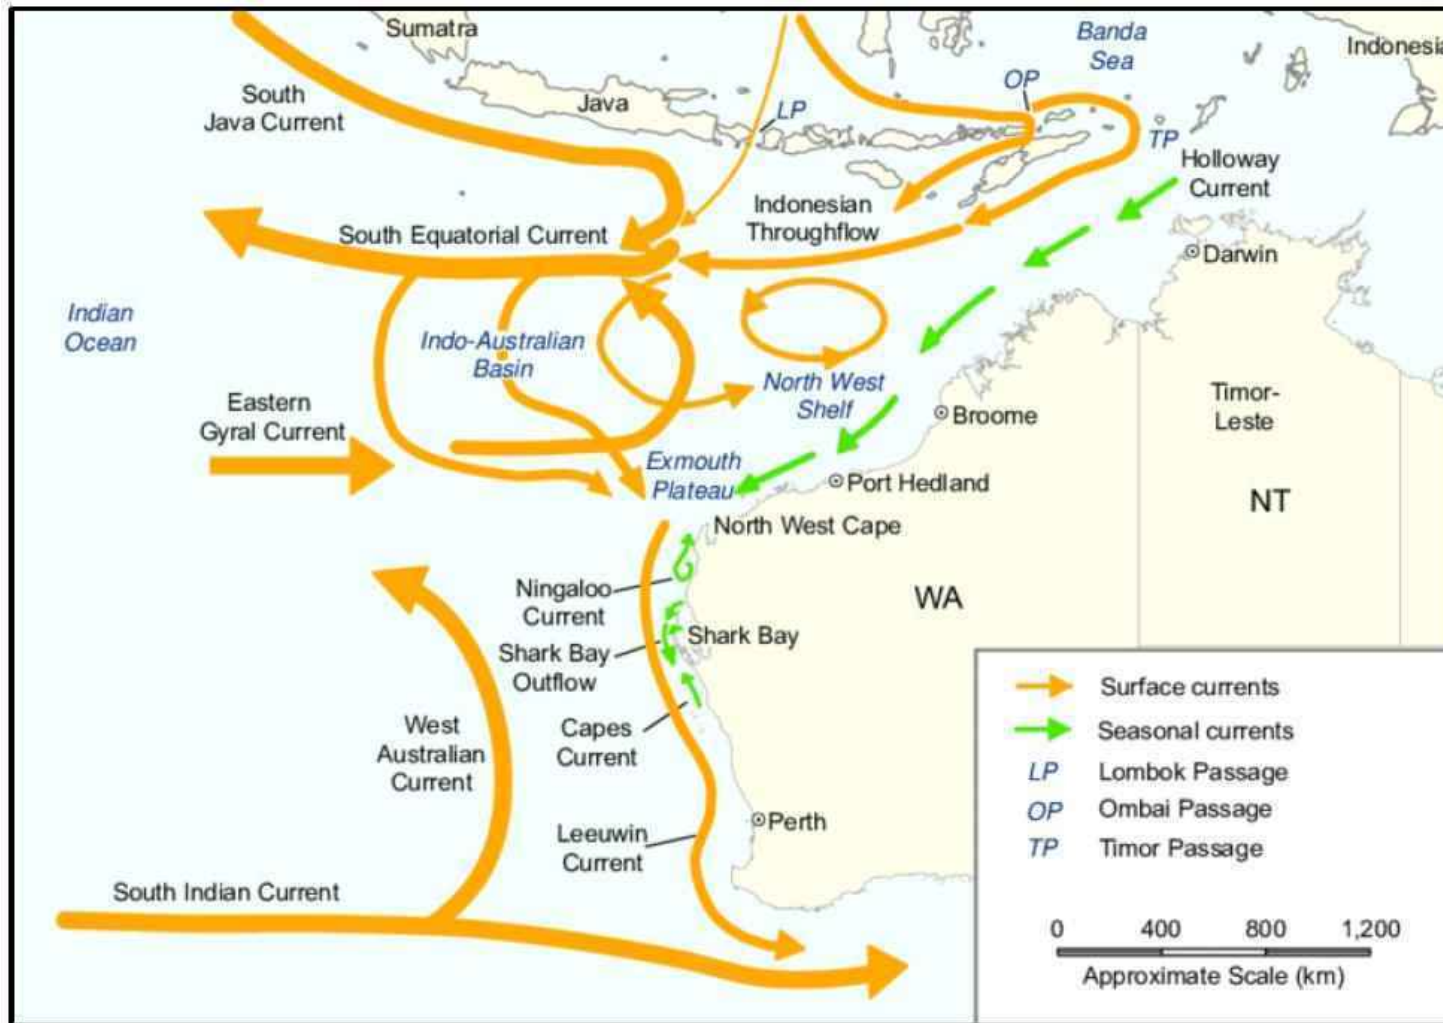 Sumatra
Banda
Sea
Indonesia
South
Java Current
Java
LP
OP
TP
Holloway
Current
Indonesian
Throughflow
South Equatorial Current
Darwin
Indian
Ocean
Indo-Australian
Basin
North West
Shelf
Timor-
Leste
Eastern
Gyral Current
Broome
Exmouth
Plateau
Port Hedland
NT
North West Cape
Ningaloo
Current
WA
Shark Bay
Shark Bay
Outflow
Capes
Current
West
Australian
Current
Perth
Leeuwin
Current
South Indian Current
Surface currents
Seasonal currents
LP Lombok Passage
OP Ombai Passage
TP Timor Passage
0 400 800 1,200
Approximate Scale (km)